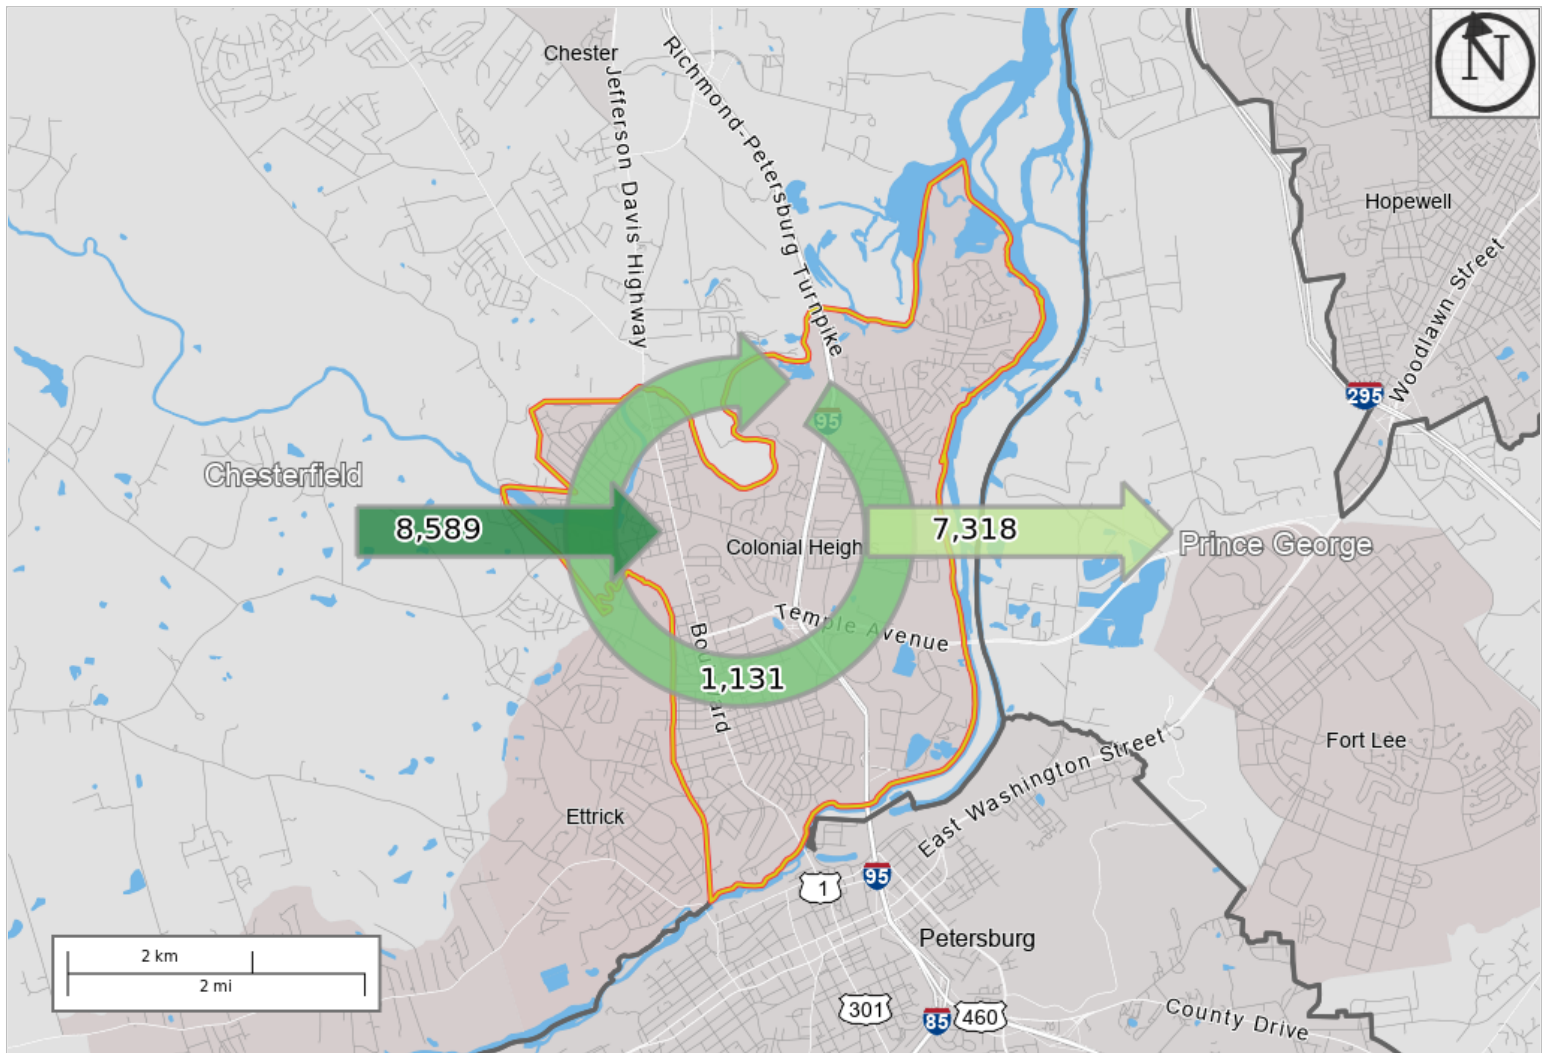 Chester
N
Jefferson Davis Highway
Richmond-Petersburg Turnpike
Hopewell
Woodlawn Street
295
95
Chesterfield
8,589
7,318
Colonial Heigh
Prince George
Temple Avenue
1,131
Fort Lee
East Washington Street
Ettrick
95
1
Petersburg
2 km
2 mi
301
85
460
County Drive